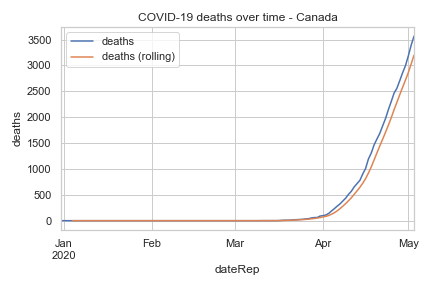 COVID-19 deaths over time - Canada
deaths
deaths (rolling)
3500
3000
2500
2000
1500
1000
500
0
deaths
Jan
2020
Feb
Mar
Apr
May
dateRep